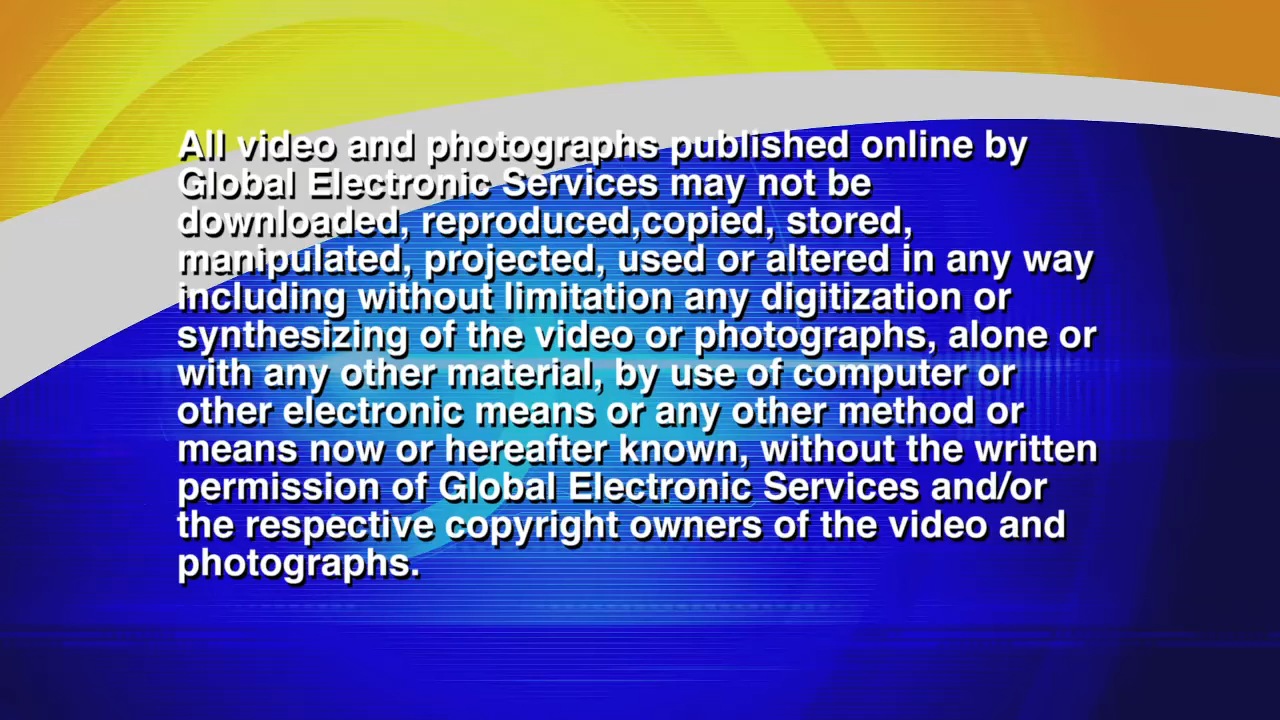 All video and photographs published online by
Global Electronic Services may not be
downloaded, reproduced,copied, stored,
manipulated, projected, used or altered in any way
including without limitation any digitization or
synthesizing of the video or photographs, alone or
with any other material, by use of computer or
other electronic means or any other method or
means now or hereafter known, without the written
permission of Global Electronic Services and/or
the respective copyright owners of the video and
photographs.